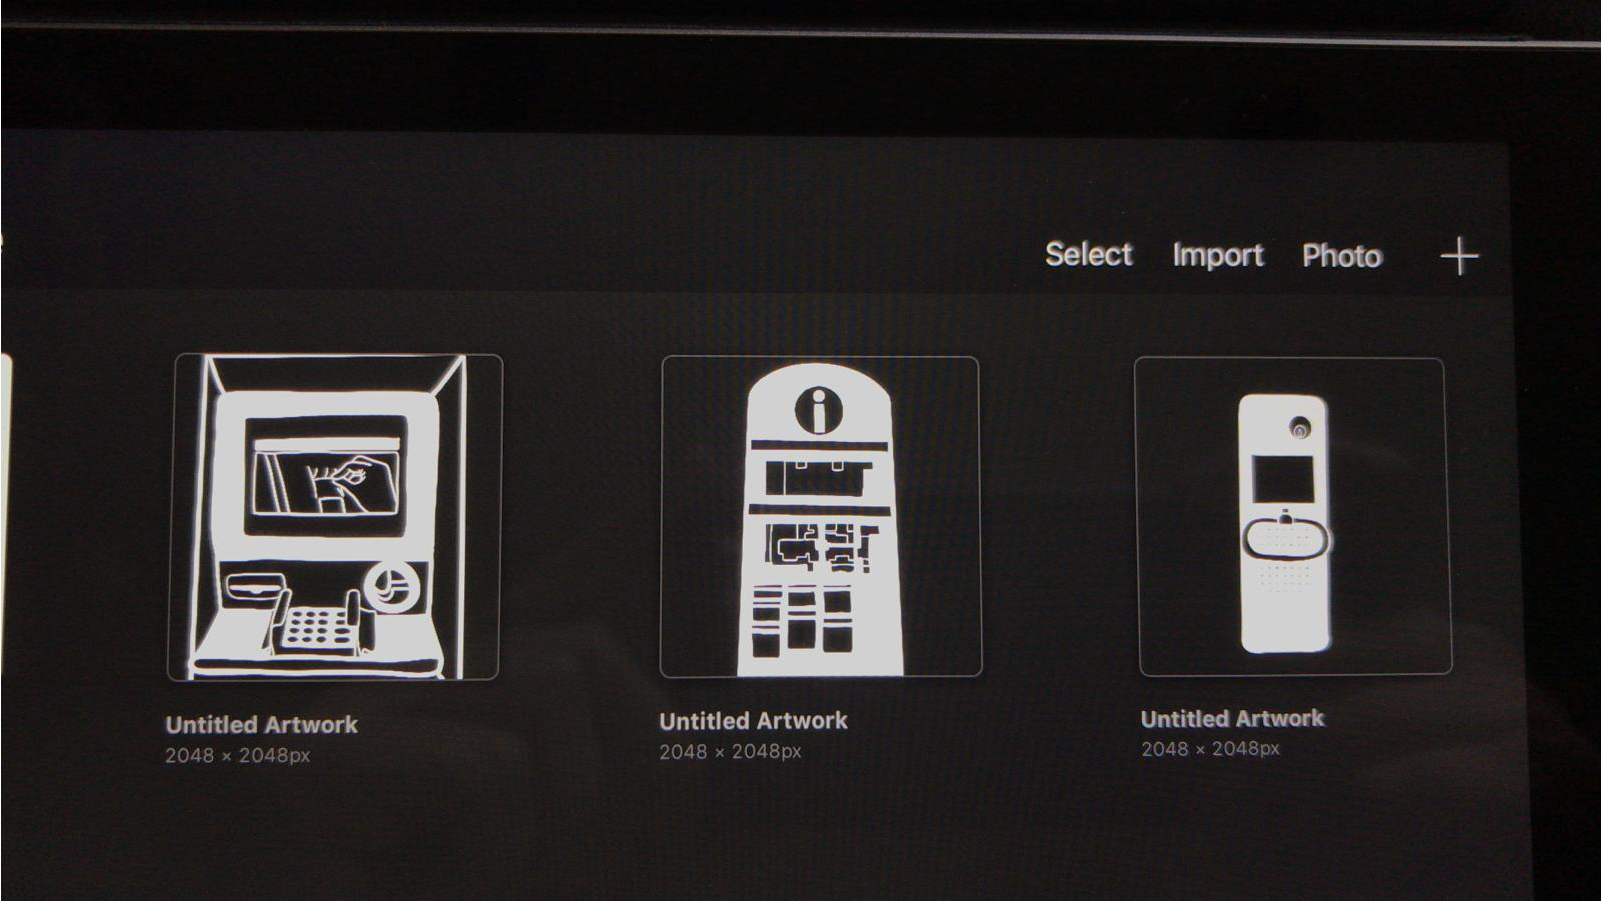 Select Import Photo +
i
Untitled Artwork
2048 × 2048px
Untitled Artwork
2048 × 2048px
Untitled Artwork
2048 × 2048px